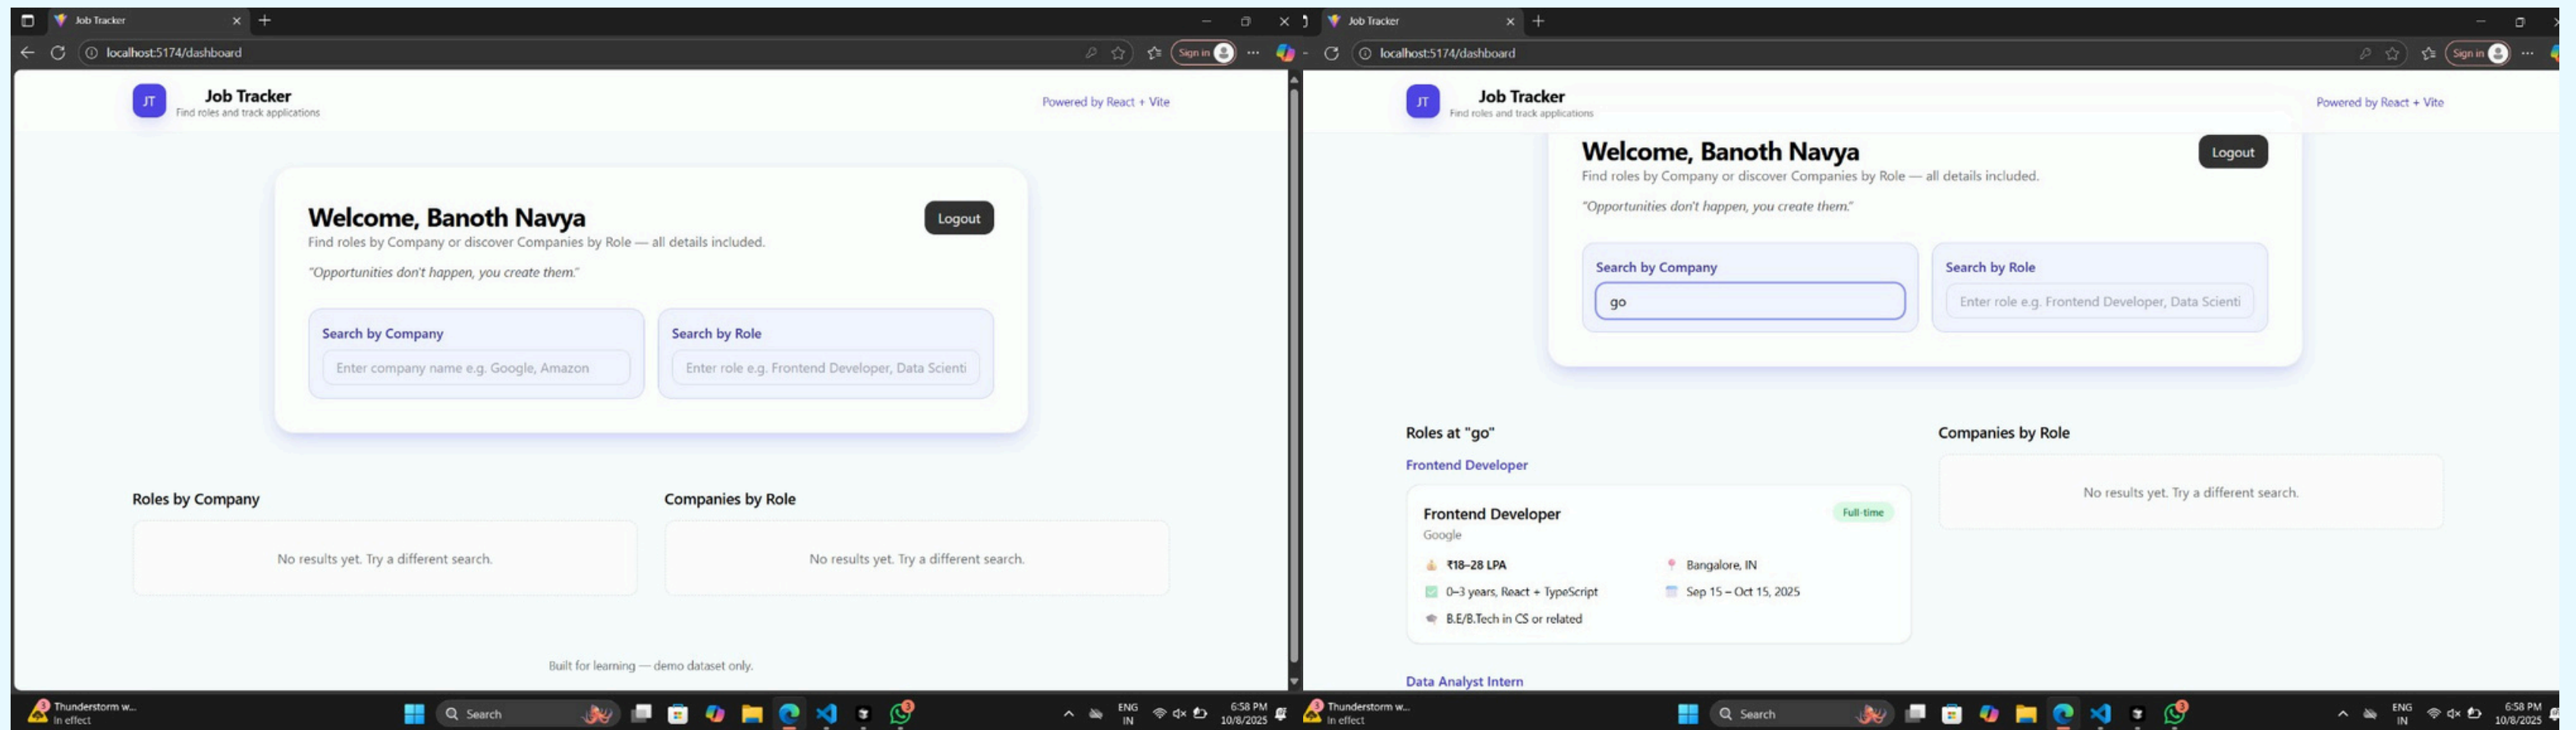 Job Tracker
localhost:5174/dashboard
Sign in
JT
Job Tracker
Find roles and track applications
Powered by React + Vite
Welcome, Banoth Navya
Logout
Find roles by Company or discover Companies by Role — all details included.
"Opportunities don't happen, you create them."
Search by Company
Search by Role
Enter company name e.g. Google, Amazon
Enter role e.g. Frontend Developer, Data Scienti
Roles by Company
Companies by Role
No results yet. Try a different search.
No results yet. Try a different search.
Built for learning — demo dataset only.
3
Thunderstorm w...
In effect
Search
3
ENG
IN
6:58 PM
10/8/2025
Job Tracker
localhost:5174/dashboard
Sign in
JT
Job Tracker
Find roles and track applications
Powered by React + Vite
Welcome, Banoth Navya
Logout
Find roles by Company or discover Companies by Role — all details included.
"Opportunities don't happen, you create them."
Search by Company
Search by Role
go
Enter role e.g. Frontend Developer, Data Scienti
Roles at "go"
Companies by Role
Frontend Developer
No results yet. Try a different search.
Frontend Developer
Full-time
Google
₹18–28 LPA
Bangalore, IN
0–3 years, React + TypeScript
Sep 15 – Oct 15, 2025
B.E/B.Tech in CS or related
Data Analyst Intern
3
Thunderstorm w...
In effect
Search
3
ENG
IN
6:58 PM
10/8/2025